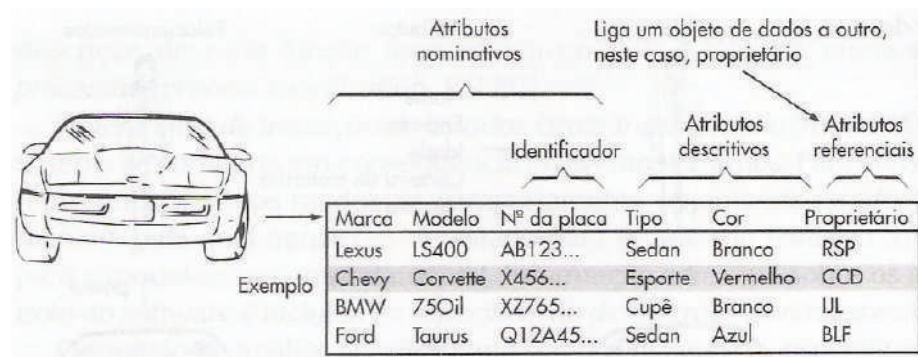 Atributos
nominativos
Liga um objeto de dados a outro,
neste caso, proprietário
Identificador
Atributos
descritivos
Atributos
referenciais
Exemplo
Marca Modelo Nº da placa Tipo Cor Proprietário
Lexus LS400 AB123... Sedan Branco RSP
Chevy Corvette X456... Esporte Vermelho CCD
BMW 75Oil XZ765... Cupê Branco LJL
Ford Taurus Q12A45... Sedan Azul BLF